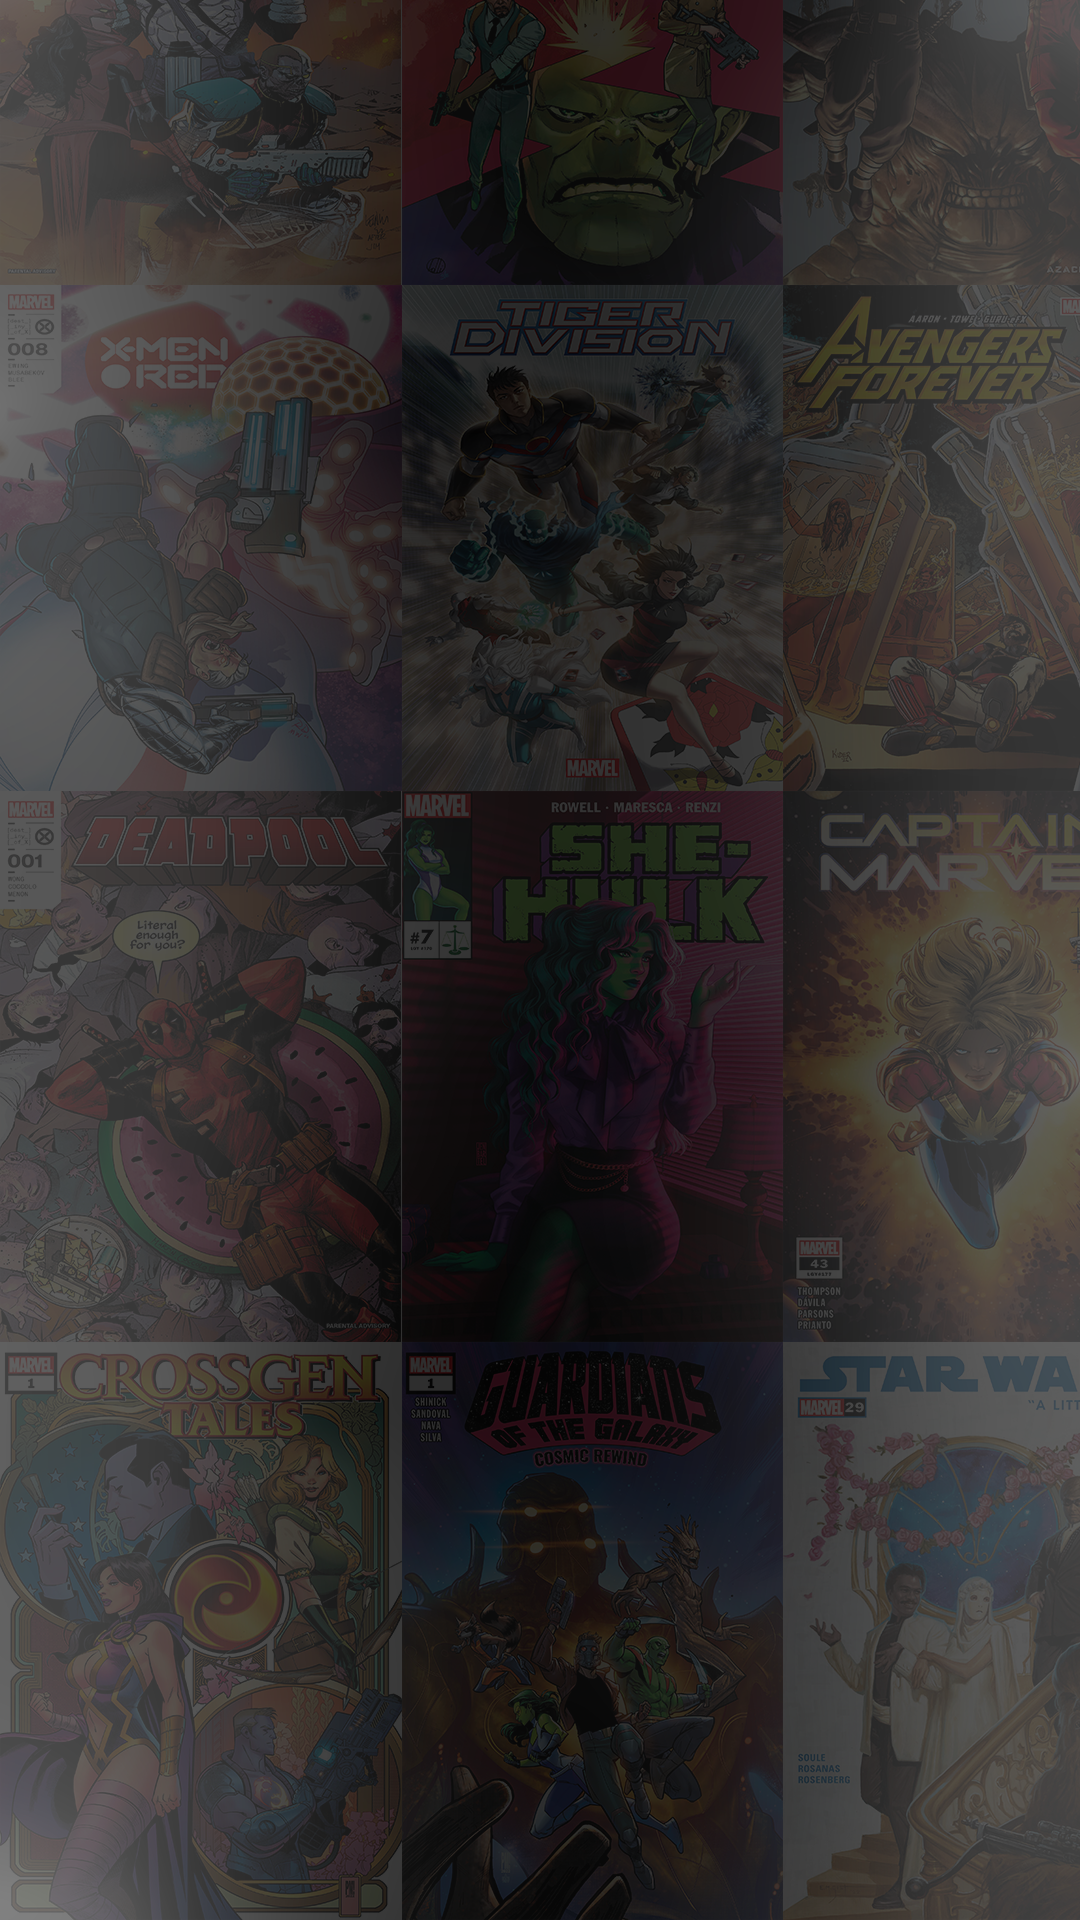 MARVEL
008
X-MEN
RED
TIGER
DIVISION
MARVEL
AARON · TOWE · GURU-eFX
AVENGERS
FOREVER
MARVEL
001
DEADPOOL
Literal
enough
for you?
PARENTAL ADVISORY
MARVEL
#7
ROWELL · MARESCA · RENZI
SHE-
HULK
CAPTAIN
MARVE
MARVEL
43
THOMPSON
DAVILA
PARSONS
PRIANTO
MARVEL
1
CROSSGEN
TALES
MARVEL
1
SHINICK
SANDOVAL
NAVA
SILVA
GUARDIANS
OF THE GALAXY
COSMIC REWIND
STAR WA
MARVEL 29
"A LITT
SOULE
ROSANAS
ROSENBERG